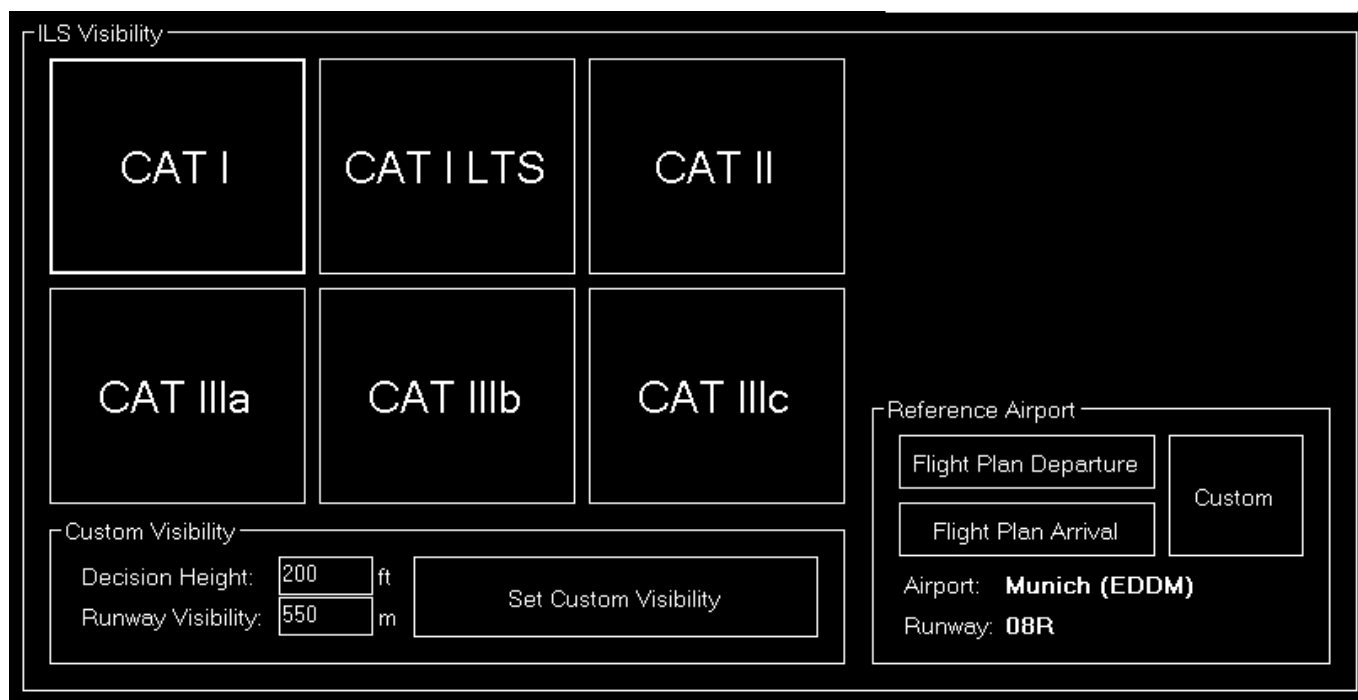 ILS Visibility
CAT I
CAT I LTS
CAT II
CAT IIIa
CAT IIIb
CAT IIIc
Custom Visibility
Decision Height: 200 ft
Runway Visibility: 550 m
Set Custom Visibility
Reference Airport
Flight Plan Departure
Flight Plan Arrival
Custom
Airport: Munich (EDDM)
Runway: 08R